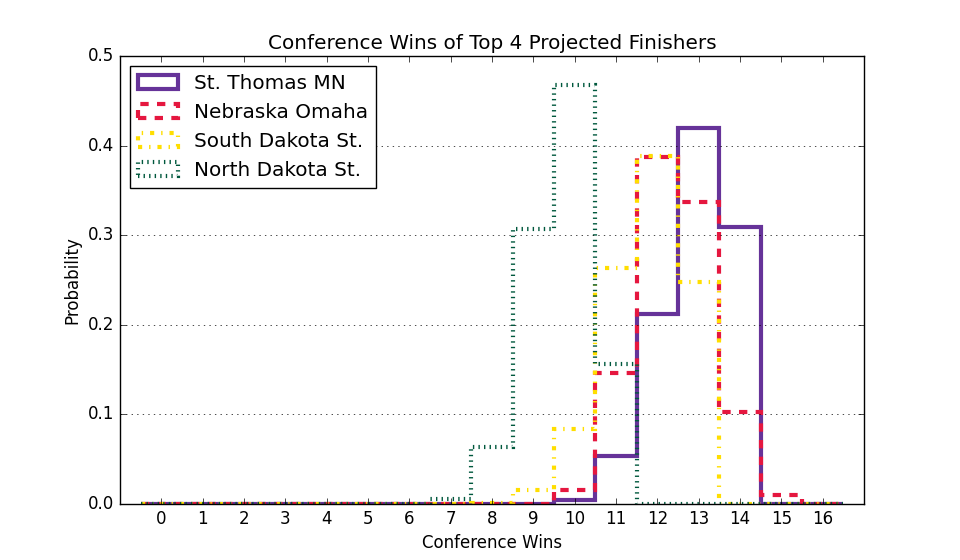 Conference Wins of Top 4 Projected Finishers
0.5
St. Thomas MN
Nebraska Omaha
South Dakota St.
North Dakota St.
0.4
0.3
Probability
0.2
0.1
0.0
0 1 2 3 4 5 6 7 8 9 10 11 12 13 14 15 16
Conference Wins